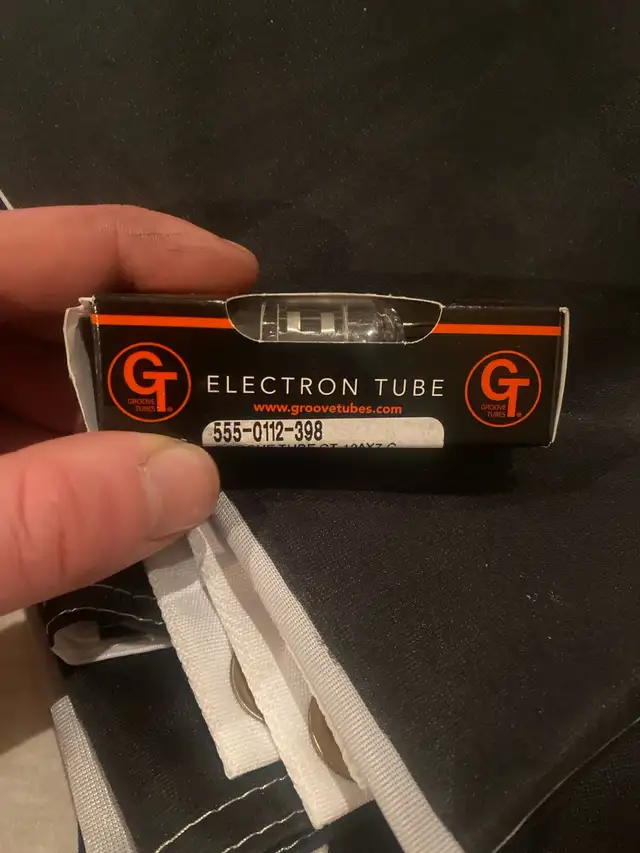 GT
GROOVE
TUBES®
ELECTRON TUBE
www.groovetubes.com
555-0112-398
GT
GROOVE
TUBES®